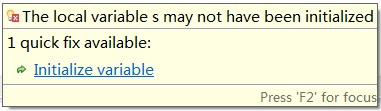 The local variable s may not have been initialized
1 quick fix available:
Initialize variable
Press 'F2' for focus